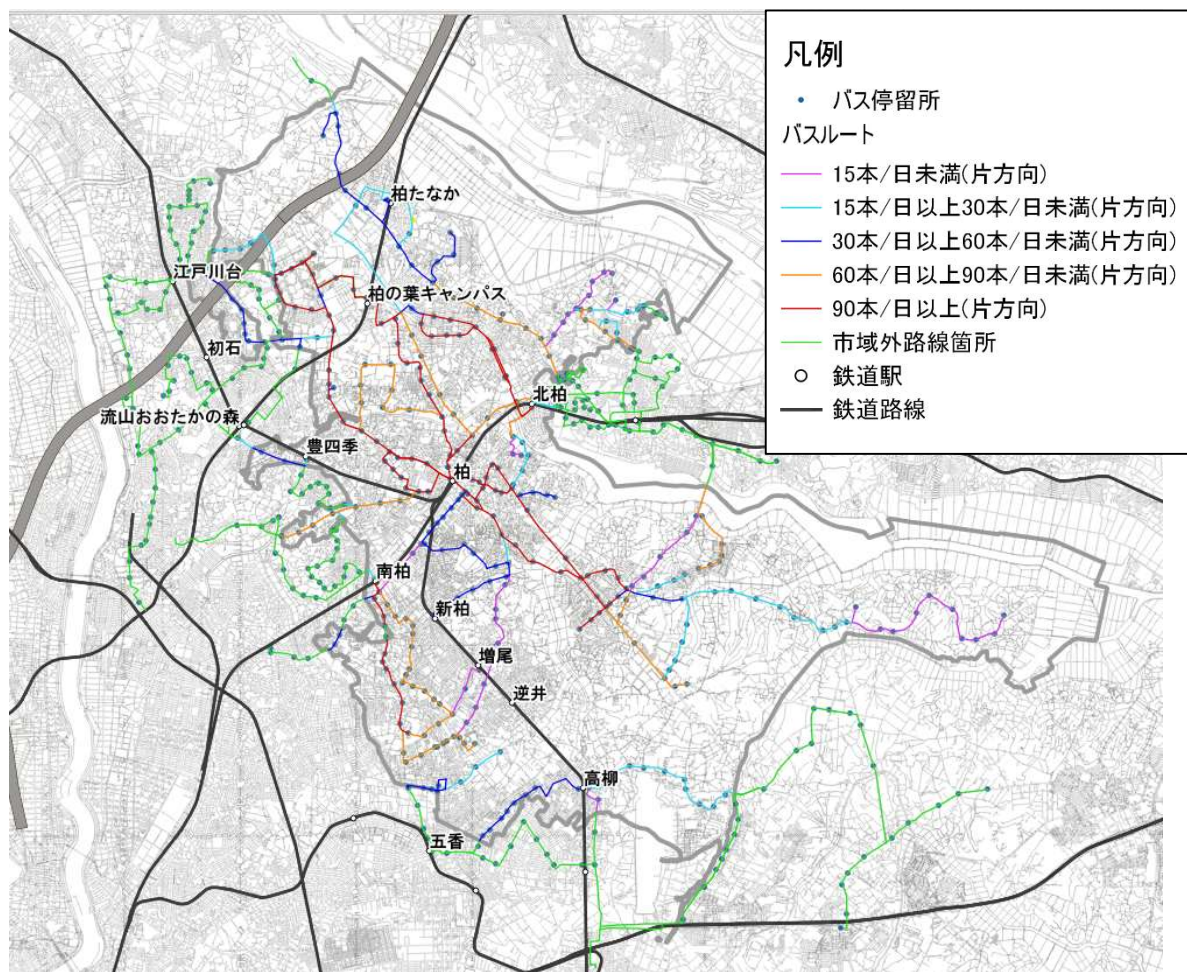 凡例
バス停留所
バスルート
15本/日未満(片方向)
15本/日以上30本/日未満(片方向)
30本/日以上60本/日未満(片方向)
60本/日以上90本/日未満(片方向)
90本/日以上(片方向)
市域外路線箇所
鉄道駅
鉄道路線
柏たなか
江戸川台
柏の葉キャンパス
初石
北柏
流山おおたかの森
豊四季
柏
南柏
新柏
増尾
逆井
高柳
五香